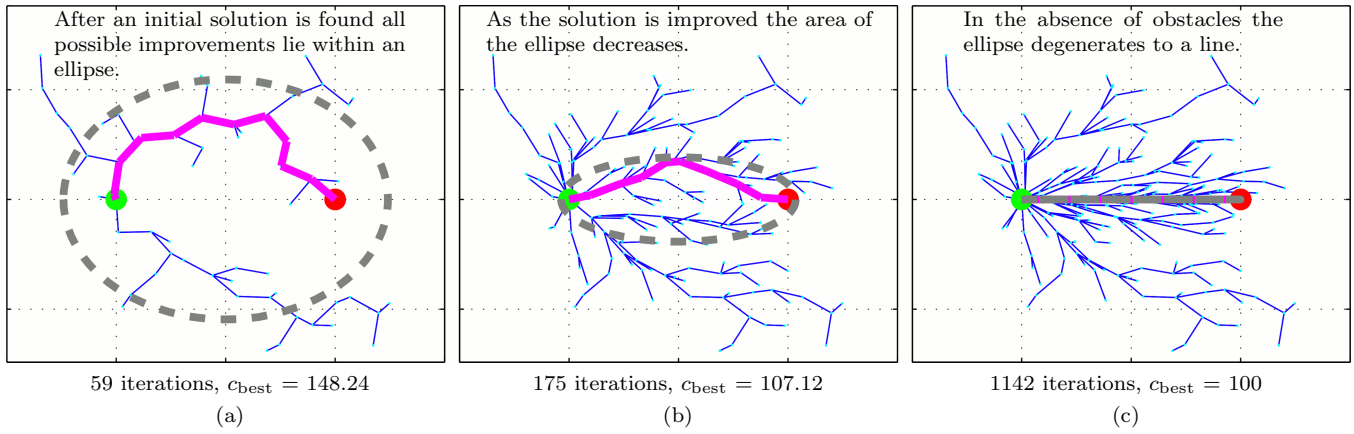 After an initial solution is found all
possible improvements lie within an
ellipse.
59 iterations, c_best = 148.24
(a)
As the solution is improved the area of
the ellipse decreases.
175 iterations, c_best = 107.12
(b)
In the absence of obstacles the
ellipse degenerates to a line.
1142 iterations, c_best = 100
(c)